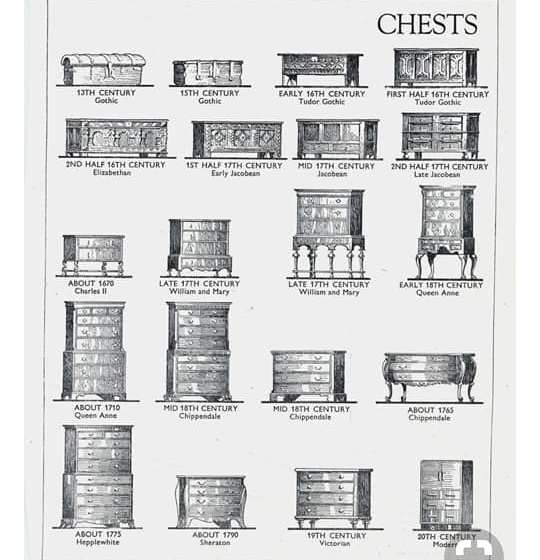 CHESTS
13TH CENTURY
Gothic
15TH CENTURY
Gothic
EARLY 16TH CENTURY
Tudor Gothic
FIRST HALF 16TH CENTURY
Tudor Gothic
2ND HALF 16TH CENTURY
Elizabethan
1ST HALF 17TH CENTURY
Early Jacobean
MID 17TH CENTURY
Jacobean
2ND HALF 17TH CENTURY
Late Jacobean
ABOUT 1670
Charles II
LATE 17TH CENTURY
William and Mary
LATE 17TH CENTURY
William and Mary
EARLY 18TH CENTURY
Queen Anne
ABOUT 1710
Queen Anne
MID 18TH CENTURY
Chippendale
MID 18TH CENTURY
Chippendale
ABOUT 1765
Chippendale
ABOUT 1775
Hepplewhite
ABOUT 1790
Sheraton
19TH CENTURY
Victorian
20TH CENTURY
Modern